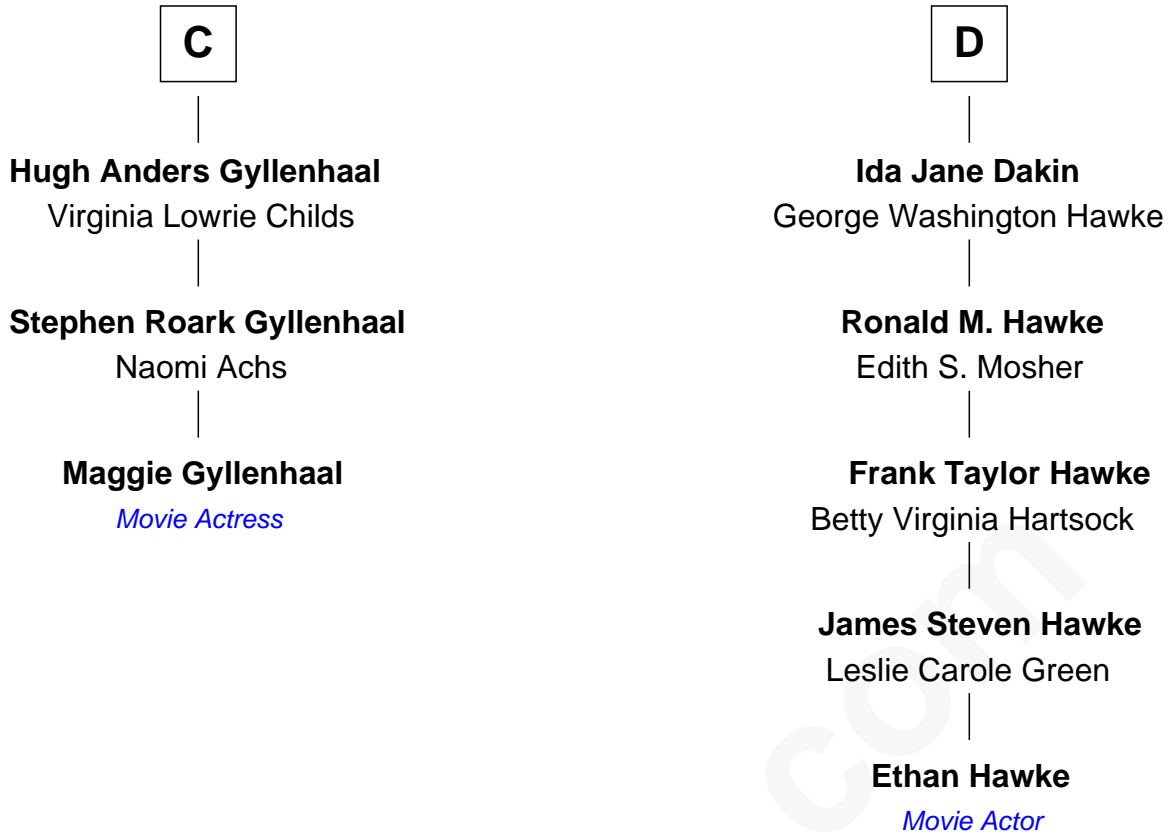 C
Hugh Anders Gyllenhaal
Virginia Lowrie Childs
Stephen Roark Gyllenhaal
Naomi Achs
Maggie Gyllenhaal
Movie Actress
D
Ida Jane Dakin
George Washington Hawke
Ronald M. Hawke
Edith S. Mosher
Frank Taylor Hawke
Betty Virginia Hartsock
James Steven Hawke
Leslie Carole Green
Ethan Hawke
Movie Actor
com